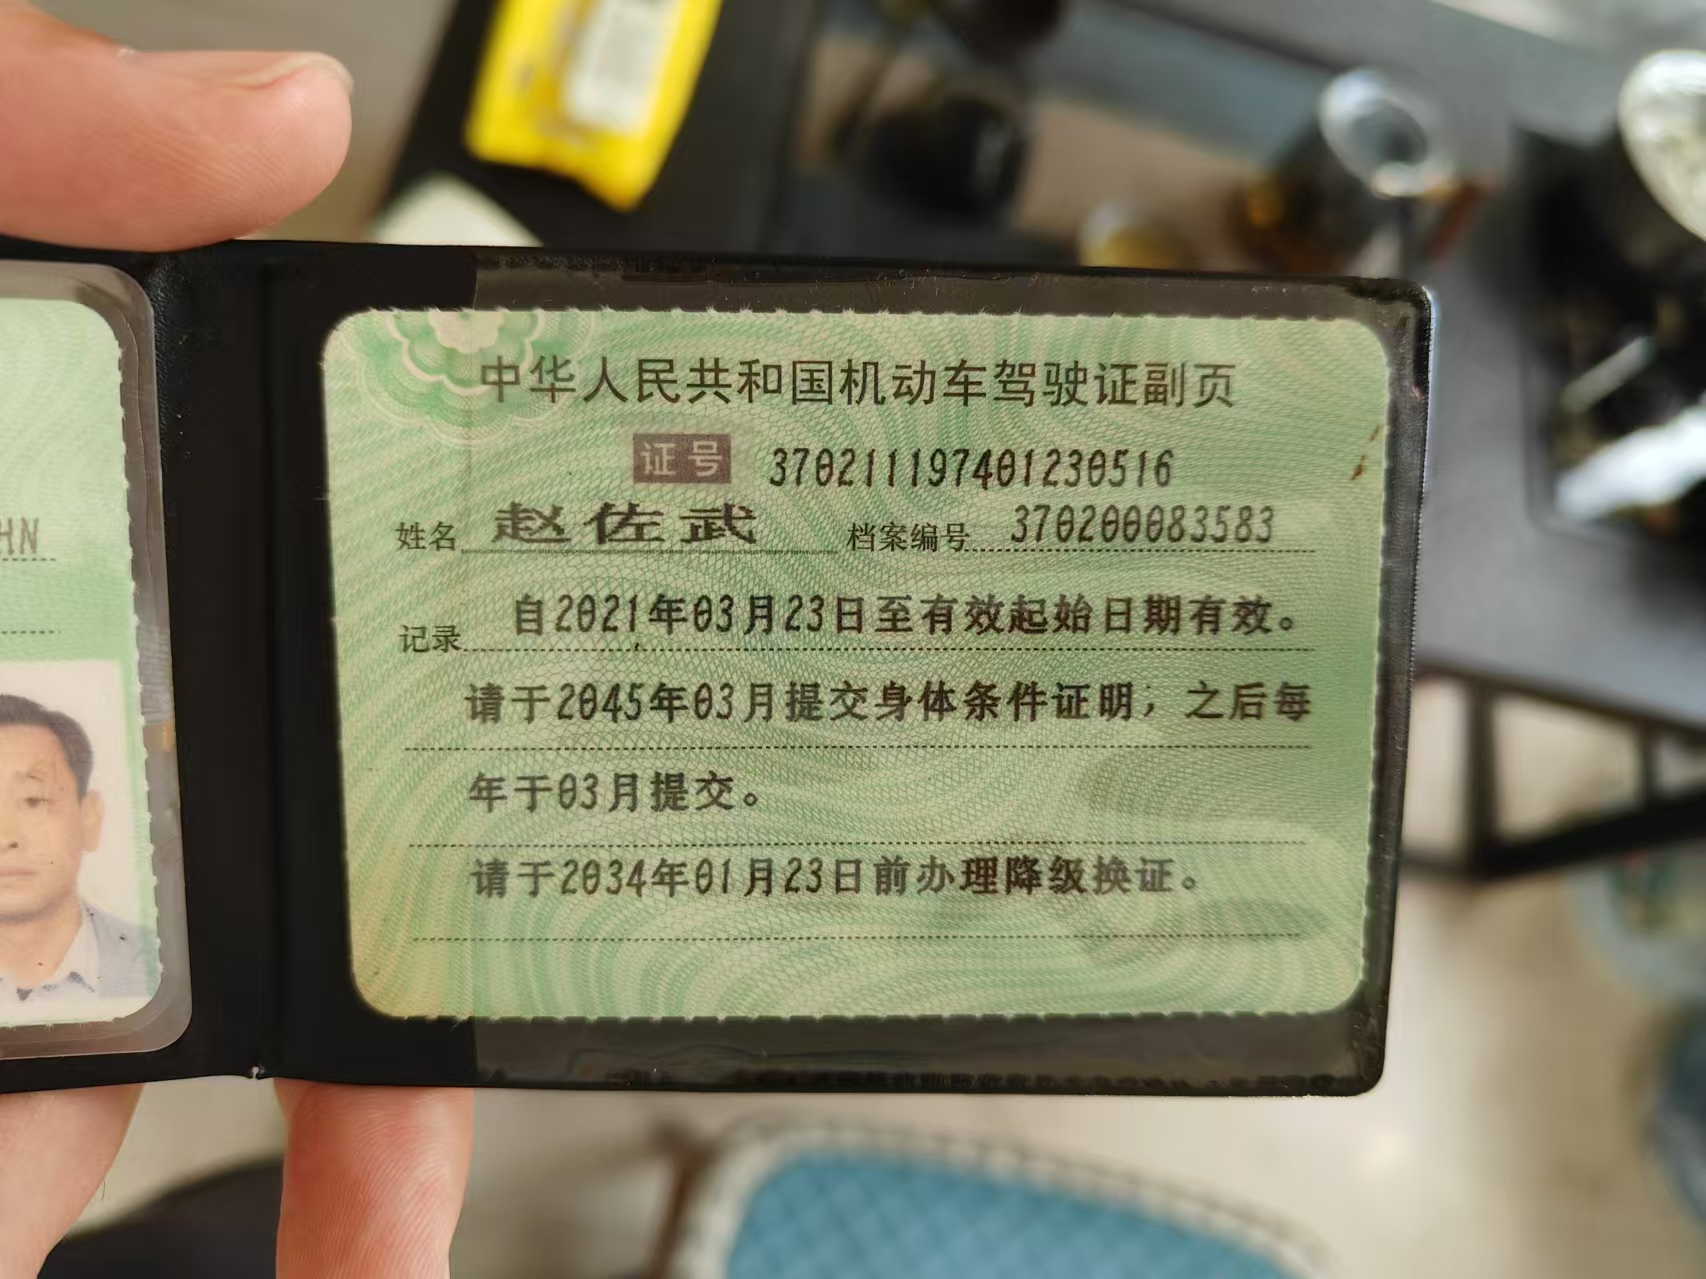 中华人民共和国机动车驾驶证副页
证号 370211197401230516
姓名 赵佐武 档案编号 370200083583
记录 自2021年03月23日至有效起始日期有效。
请于2045年03月提交身体条件证明，之后每
年于03月提交。
请于2034年01月23日前办理降级换证。
HN